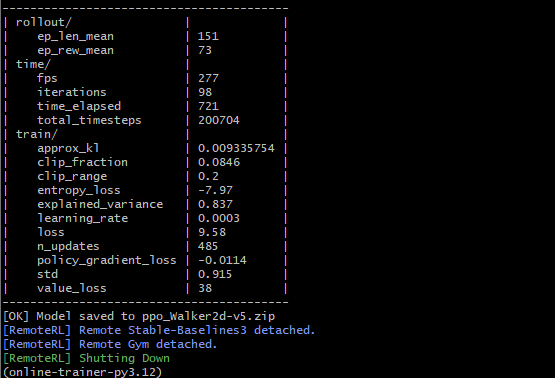 -----------------------------------------
| rollout/                |             |
|    ep_len_mean          | 151         |
|    ep_rew_mean          | 73          |
| time/                   |             |
|    fps                  | 277         |
|    iterations           | 98          |
|    time_elapsed         | 721         |
|    total_timesteps      | 200704      |
| train/                  |             |
|    approx_kl            | 0.009335754 |
|    clip_fraction        | 0.0846      |
|    clip_range           | 0.2         |
|    entropy_loss         | -7.97       |
|    explained_variance   | 0.837       |
|    learning_rate        | 0.0003      |
|    loss                 | 9.58        |
|    n_updates            | 485         |
|    policy_gradient_loss | -0.0114     |
|    std                  | 0.915       |
|    value_loss           | 38          |
-----------------------------------------
[OK] Model saved to ppo_Walker2d-v5.zip
[RemoteRL] Remote Stable-Baselines3 detached.
[RemoteRL] Remote Gym detached.
[RemoteRL] Shutting Down
(online-trainer-py3.12)